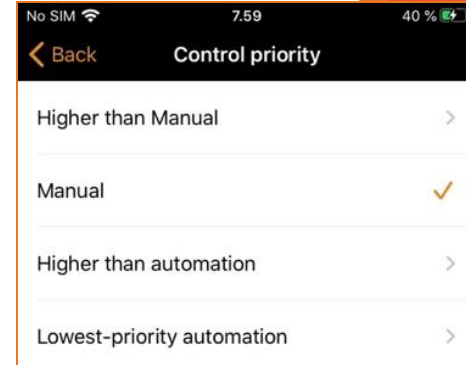 No SIM 7.59 40 %
Back Control priority
Higher than Manual
Manual
Higher than automation
Lowest-priority automation